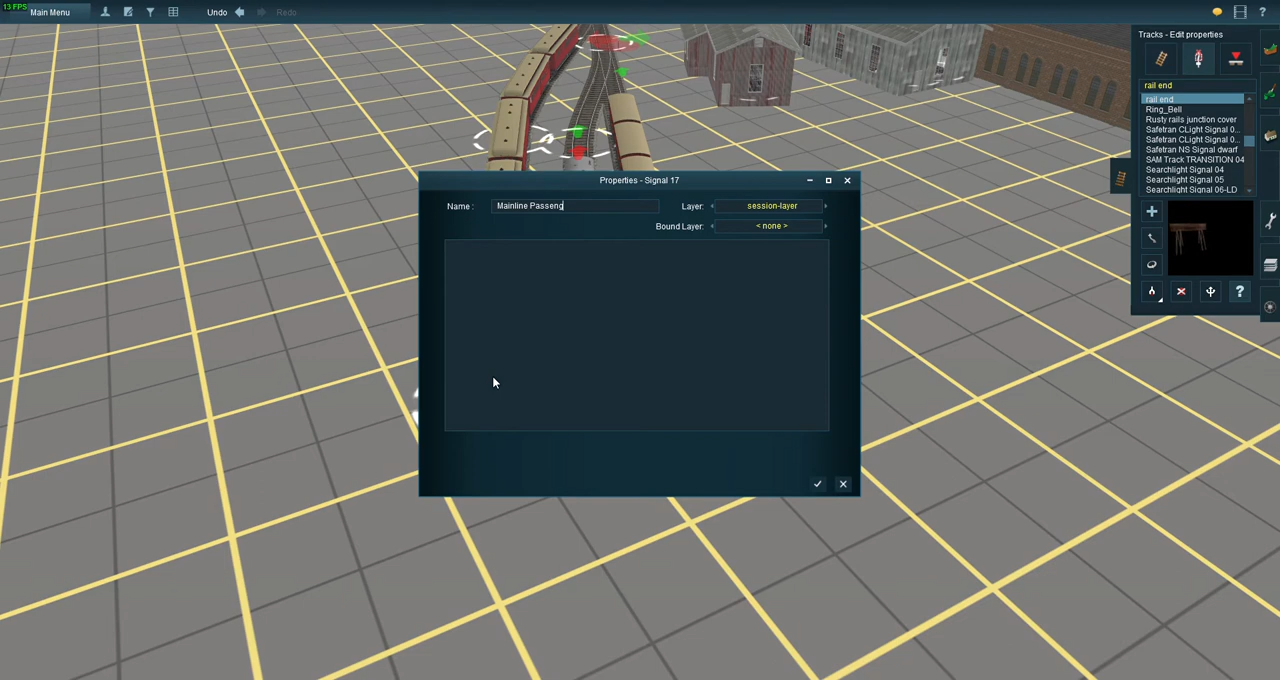 13 FPS
Main Menu
Undo
Redo
?
Tracks - Edit properties
rail end
rail end
Ring_Bell
Rusty rails junction cover
Safetran CLight Signal 0...
Safetran CLight Signal 0...
Safetran NS Signal dwarf
SAM Track TRANSITION 04
Searchlight Signal 04
Searchlight Signal 05
Searchlight Signal 06-LD
?
Properties - Signal 17
Name :
Mainline Passeng
Layer:
session-layer
Bound Layer:
< none >